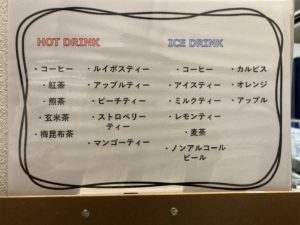 HOT DRINK
・コーヒー
・紅茶
・煎茶
・玄米茶
・梅昆布茶
・ルイボスティー
・アップルティー
・ピーチティー
・ストロベリー
ティー
・マンゴーティー
ICE DRINK
・コーヒー
・アイスティー
・ミルクティー
・レモンティー
・麦茶
・ノンアルコール
ビール
・カルピス
・オレンジ
・アップル